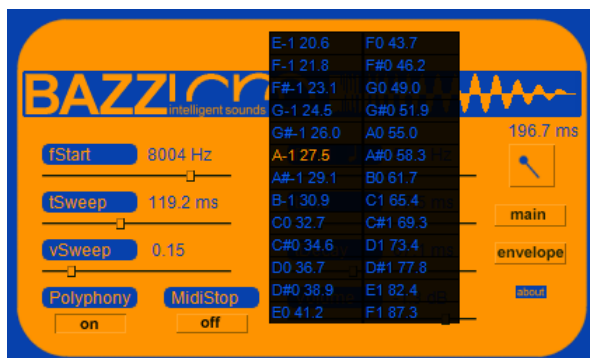 E-1 20.6 F0 43.7
F-1 21.8 F#0 46.2
F#-1 23.1 G0 49.0
G-1 24.5 G#0 51.9
G#-1 26.0 A0 55.0
A-1 27.5 A#0 58.3
A#-1 29.1 B0 61.7
B-1 30.9 C1 65.4
C0 32.7 C#1 69.3
C#0 34.6 D1 73.4
D0 36.7 D#1 77.8
D#0 38.9 E1 82.4
E0 41.2 F1 87.3
BAZZ
intelligent sounds
196.7 ms
fStart 8004 Hz
tSweep 119.2 ms
main
vSweep 0.15
envelope
Polyphony MidiStop
about
on off